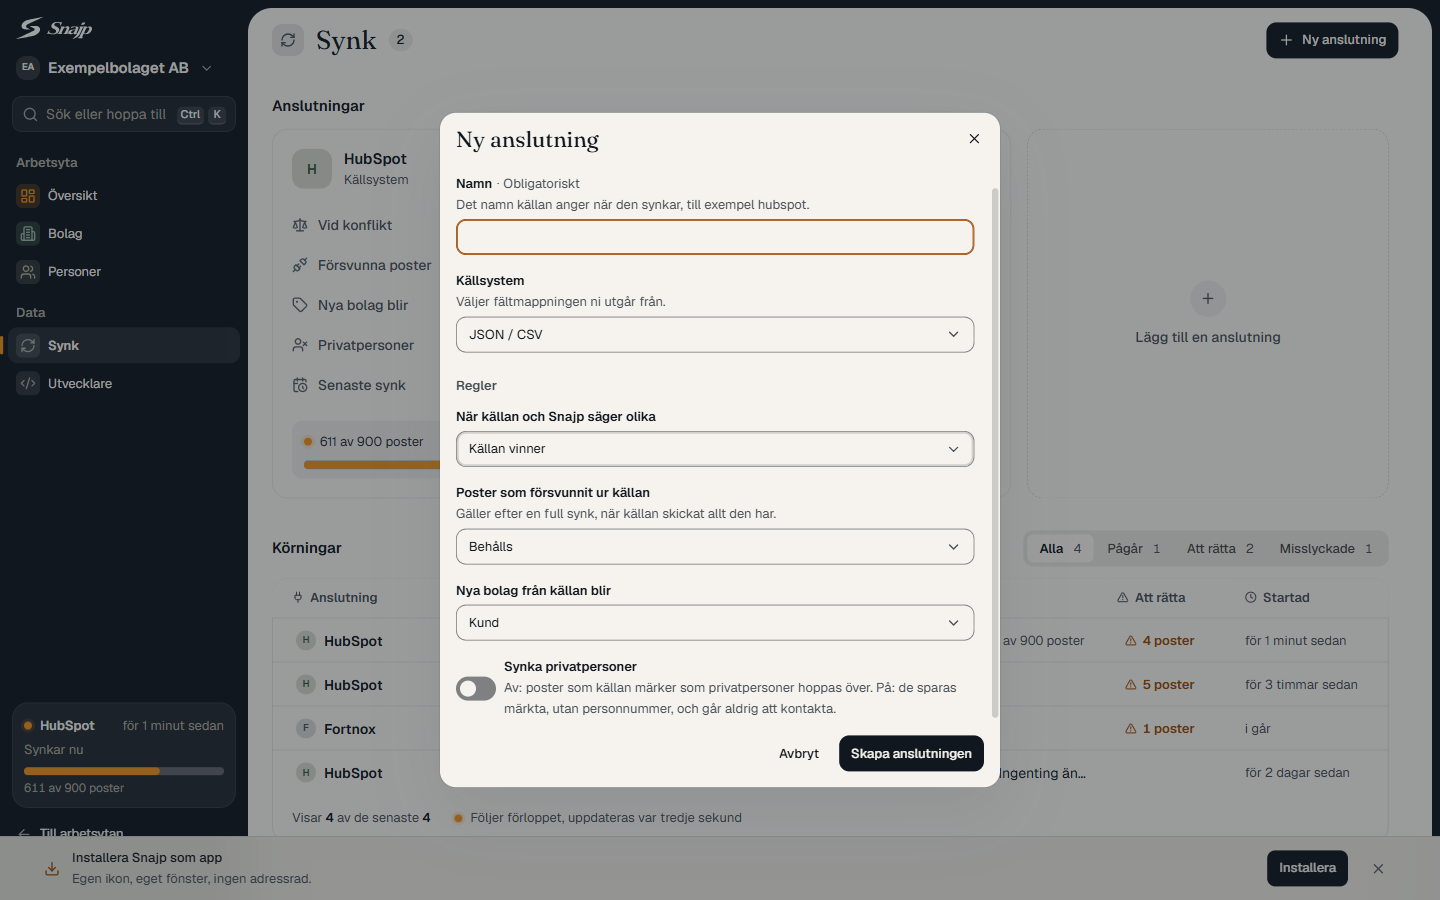 Snajp
EA Exempelbolaget AB
Sök eller hoppa till Ctrl K
Arbetsyta
Översikt
Bolag
Personer
Data
Synk
Utvecklare
HubSpot för 1 minut sedan
Synkar nu
611 av 900 poster
Till arbetsytan
Synk 2
Ny anslutning
Anslutningar
H HubSpot
Källsystem
Vid konflikt
Försvunna poster
Nya bolag blir
Privatpersoner
Senaste synk
611 av 900 poster
Lägg till en anslutning
Ny anslutning
Namn · Obligatoriskt
Det namn källan anger när den synkar, till exempel hubspot.
Källsystem
Väljer fältmappningen ni utgår från.
JSON / CSV
Regler
När källan och Snajp säger olika
Källan vinner
Poster som försvunnit ur källan
Gäller efter en full synk, när källan skickat allt den har.
Behålls
Nya bolag från källan blir
Kund
Synka privatpersoner
Av: poster som källan märker som privatpersoner hoppas över. På: de sparas
märkta, utan personnummer, och går aldrig att kontakta.
Avbryt Skapa anslutningen
Körningar
Alla 4 Pågår 1 Att rätta 2 Misslyckade 1
Anslutning Att rätta Startad
H HubSpot av 900 poster 4 poster för 1 minut sedan
H HubSpot 5 poster för 3 timmar sedan
F Fortnox 1 poster i går
H HubSpot Ingenting än... för 2 dagar sedan
Visar 4 av de senaste 4 Följer förloppet, uppdateras var tredje sekund
Installera Snajp som app
Egen ikon, eget fönster, ingen adressrad.
Installera